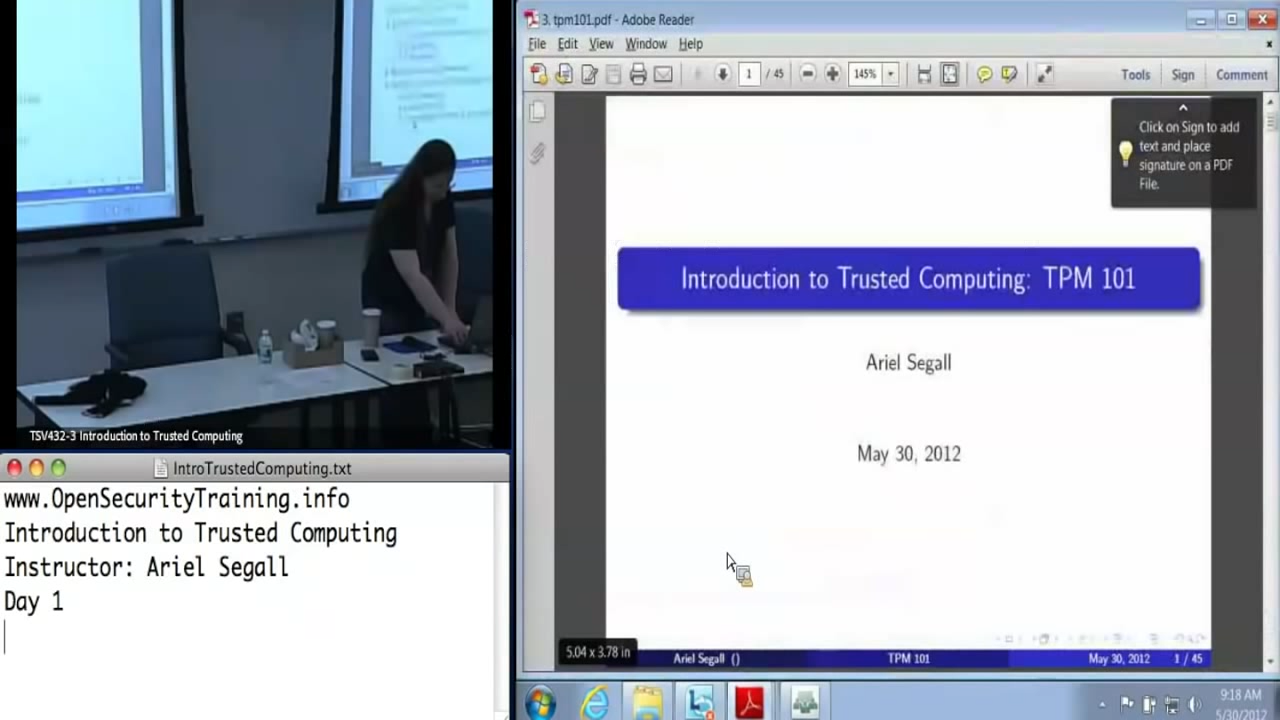 TSV432-3 Introduction to Trusted Computing
IntroTrustedComputing.txt
www.OpenSecurityTraining.info
Introduction to Trusted Computing
Instructor: Ariel Segall
Day 1
3. tpm101.pdf - Adobe Reader
File Edit View Window Help
1 / 45 145% Tools Sign Comment
Click on Sign to add
text and place
signature on a PDF
File.
Introduction to Trusted Computing: TPM 101
Ariel Segall
May 30, 2012
5.04 x 3.78 in
Ariel Segall () TPM 101 May 30, 2012 1 / 45
9:18 AM
5/30/2012